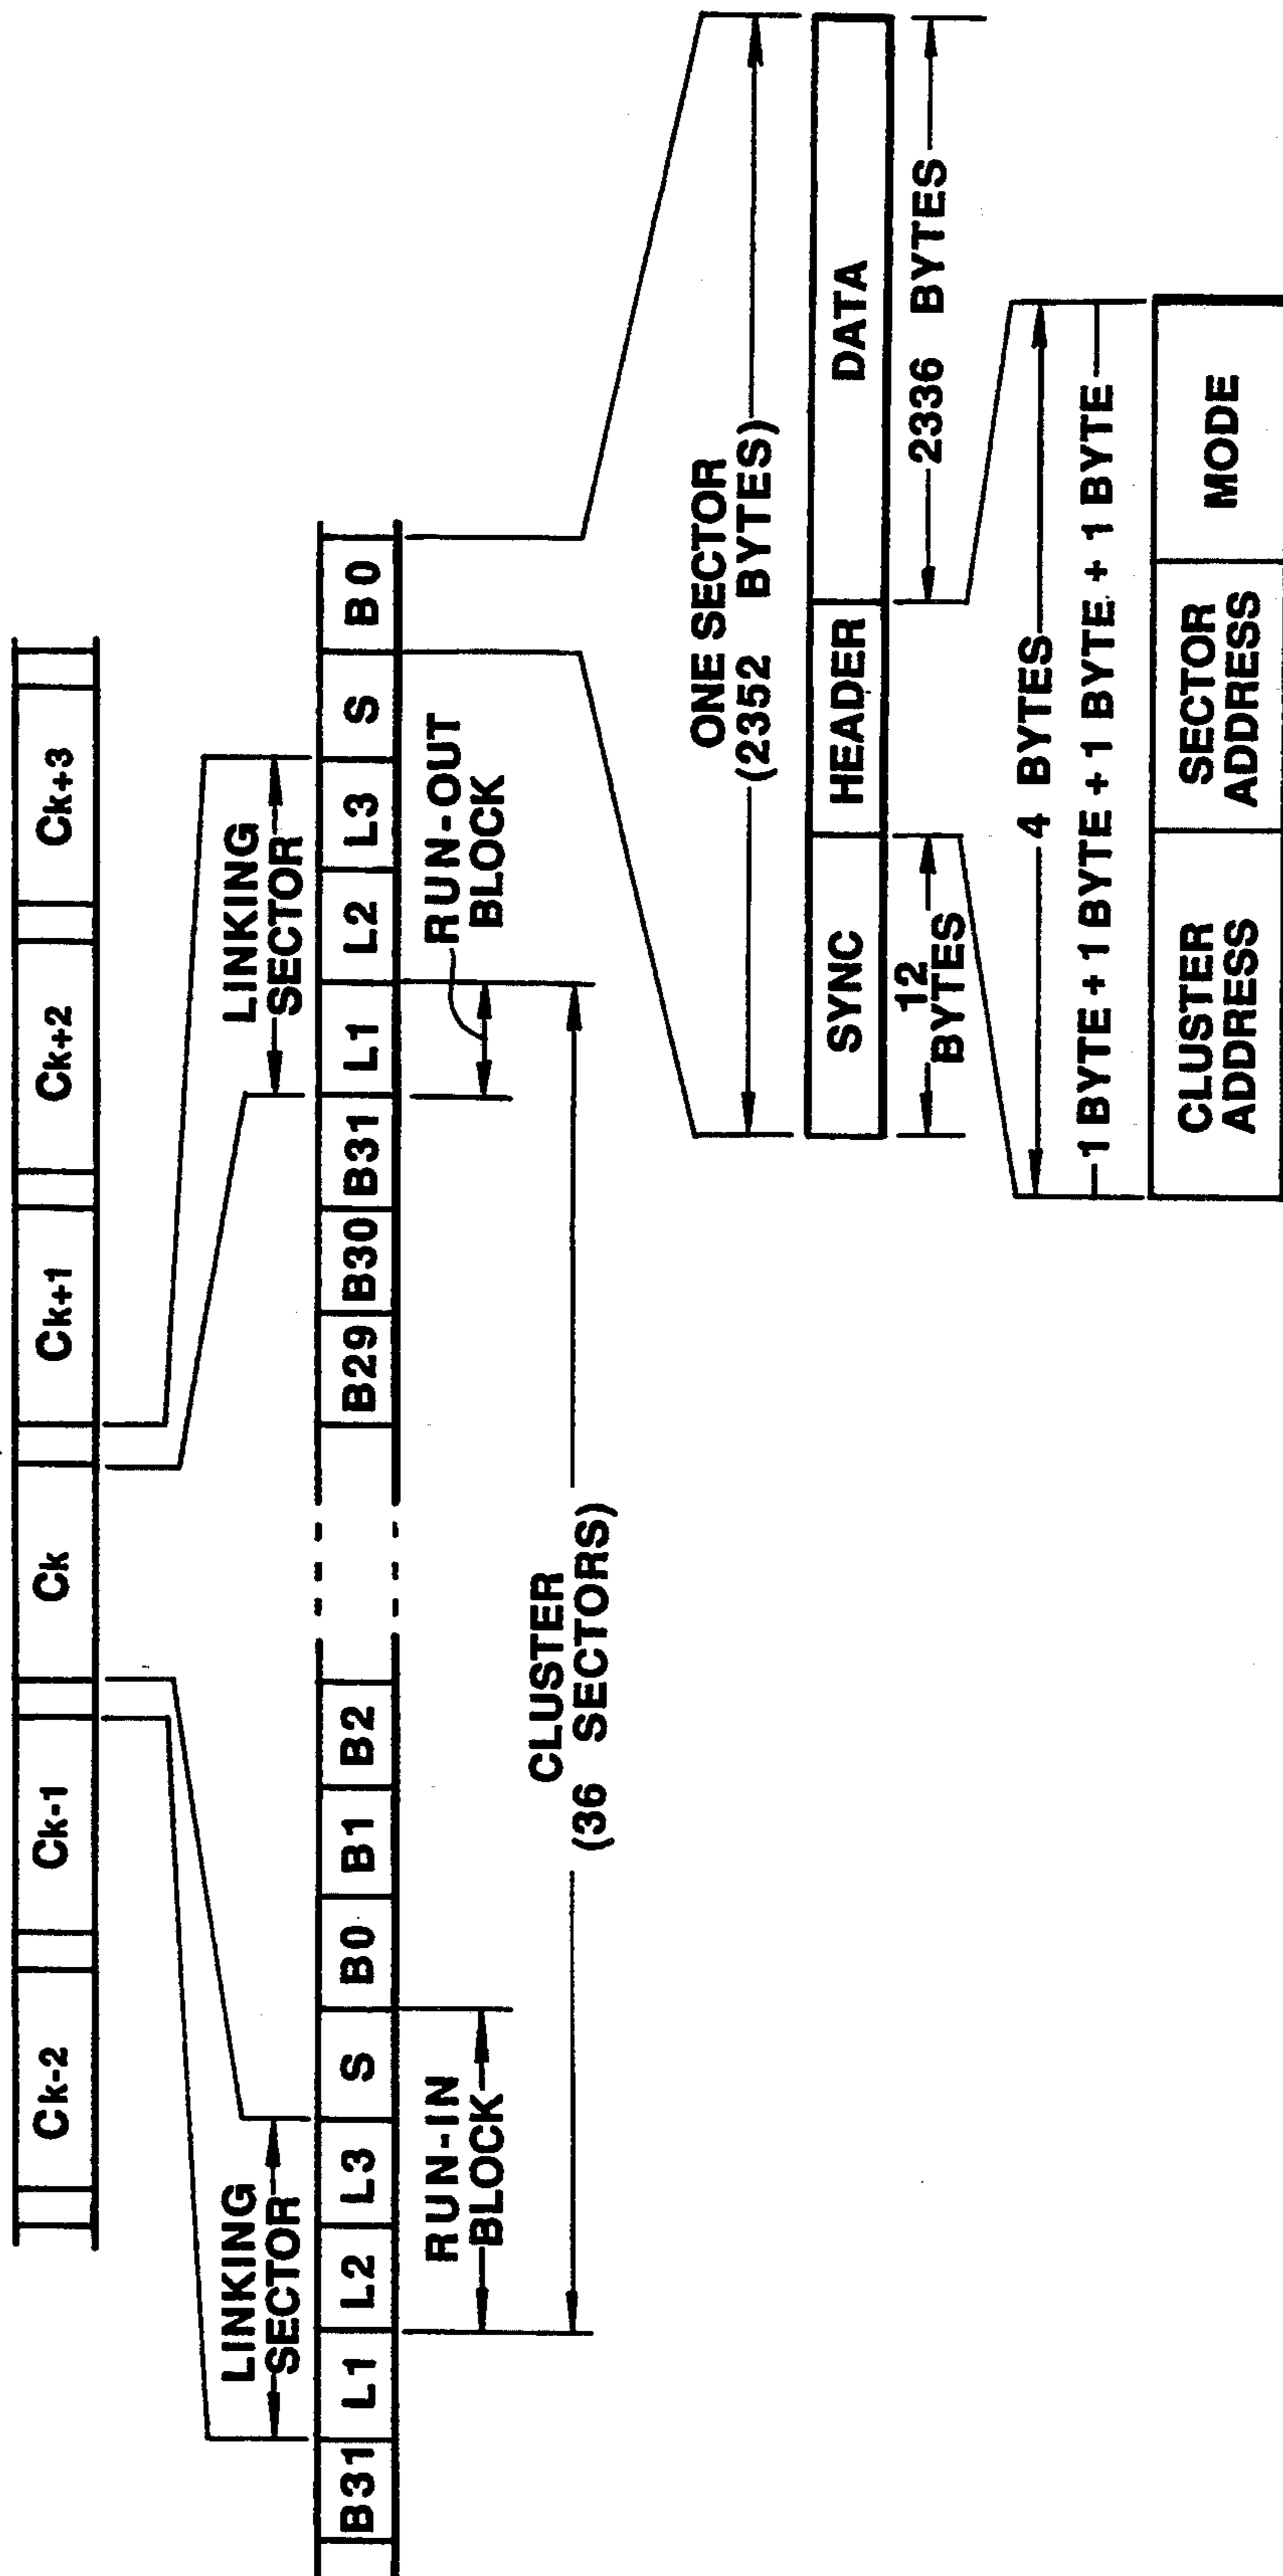 Ck-2 Ck-1 Ck Ck+1 Ck+2 Ck+3
LINKING
SECTOR
LINKING
SECTOR
B31 L1 L2 L3 S B0 B1 B2 B29 B30 B31 L1 L2 L3 S B0
RUN-IN
BLOCK
RUN-OUT
BLOCK
CLUSTER
(36 SECTORS)
ONE SECTOR
(2352 BYTES)
SYNC HEADER DATA
12
BYTES
2336 BYTES
4 BYTES
1 BYTE + 1 BYTE + 1 BYTE + 1 BYTE
CLUSTER
ADDRESS
SECTOR
ADDRESS
MODE